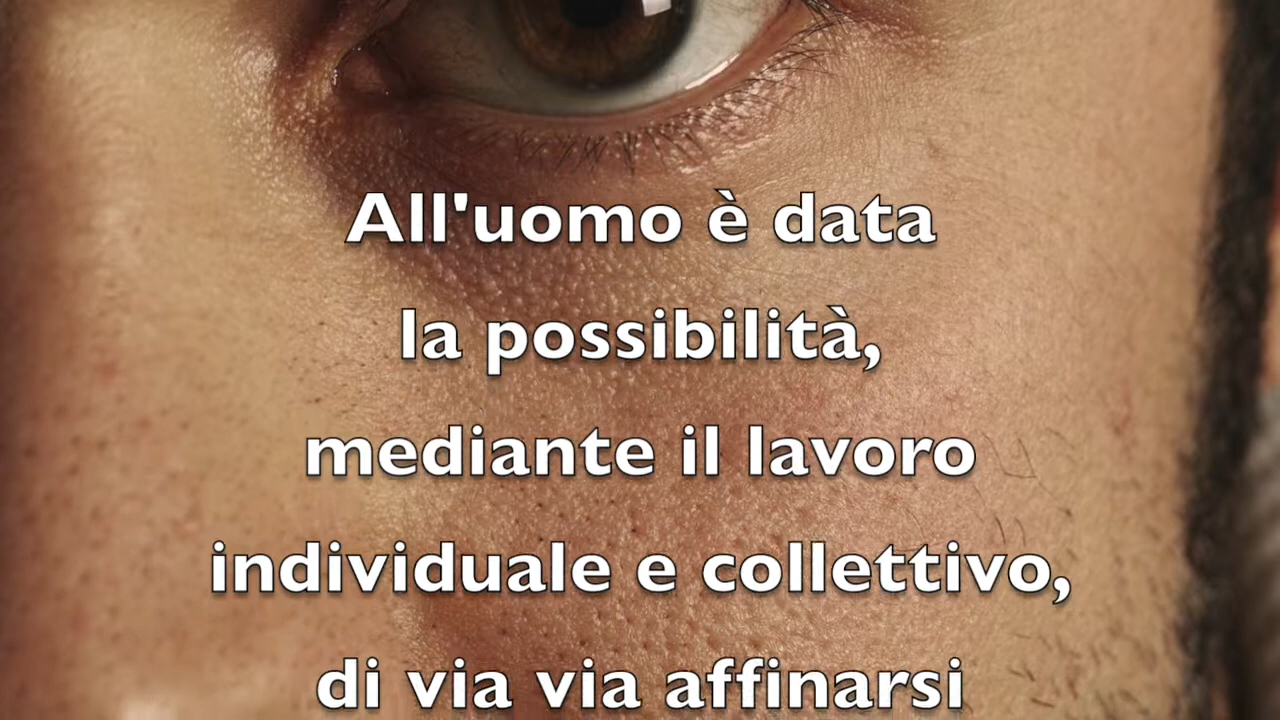 All'uomo è data
la possibilità,
mediante il lavoro
individuale e collettivo,
di via via affinarsi